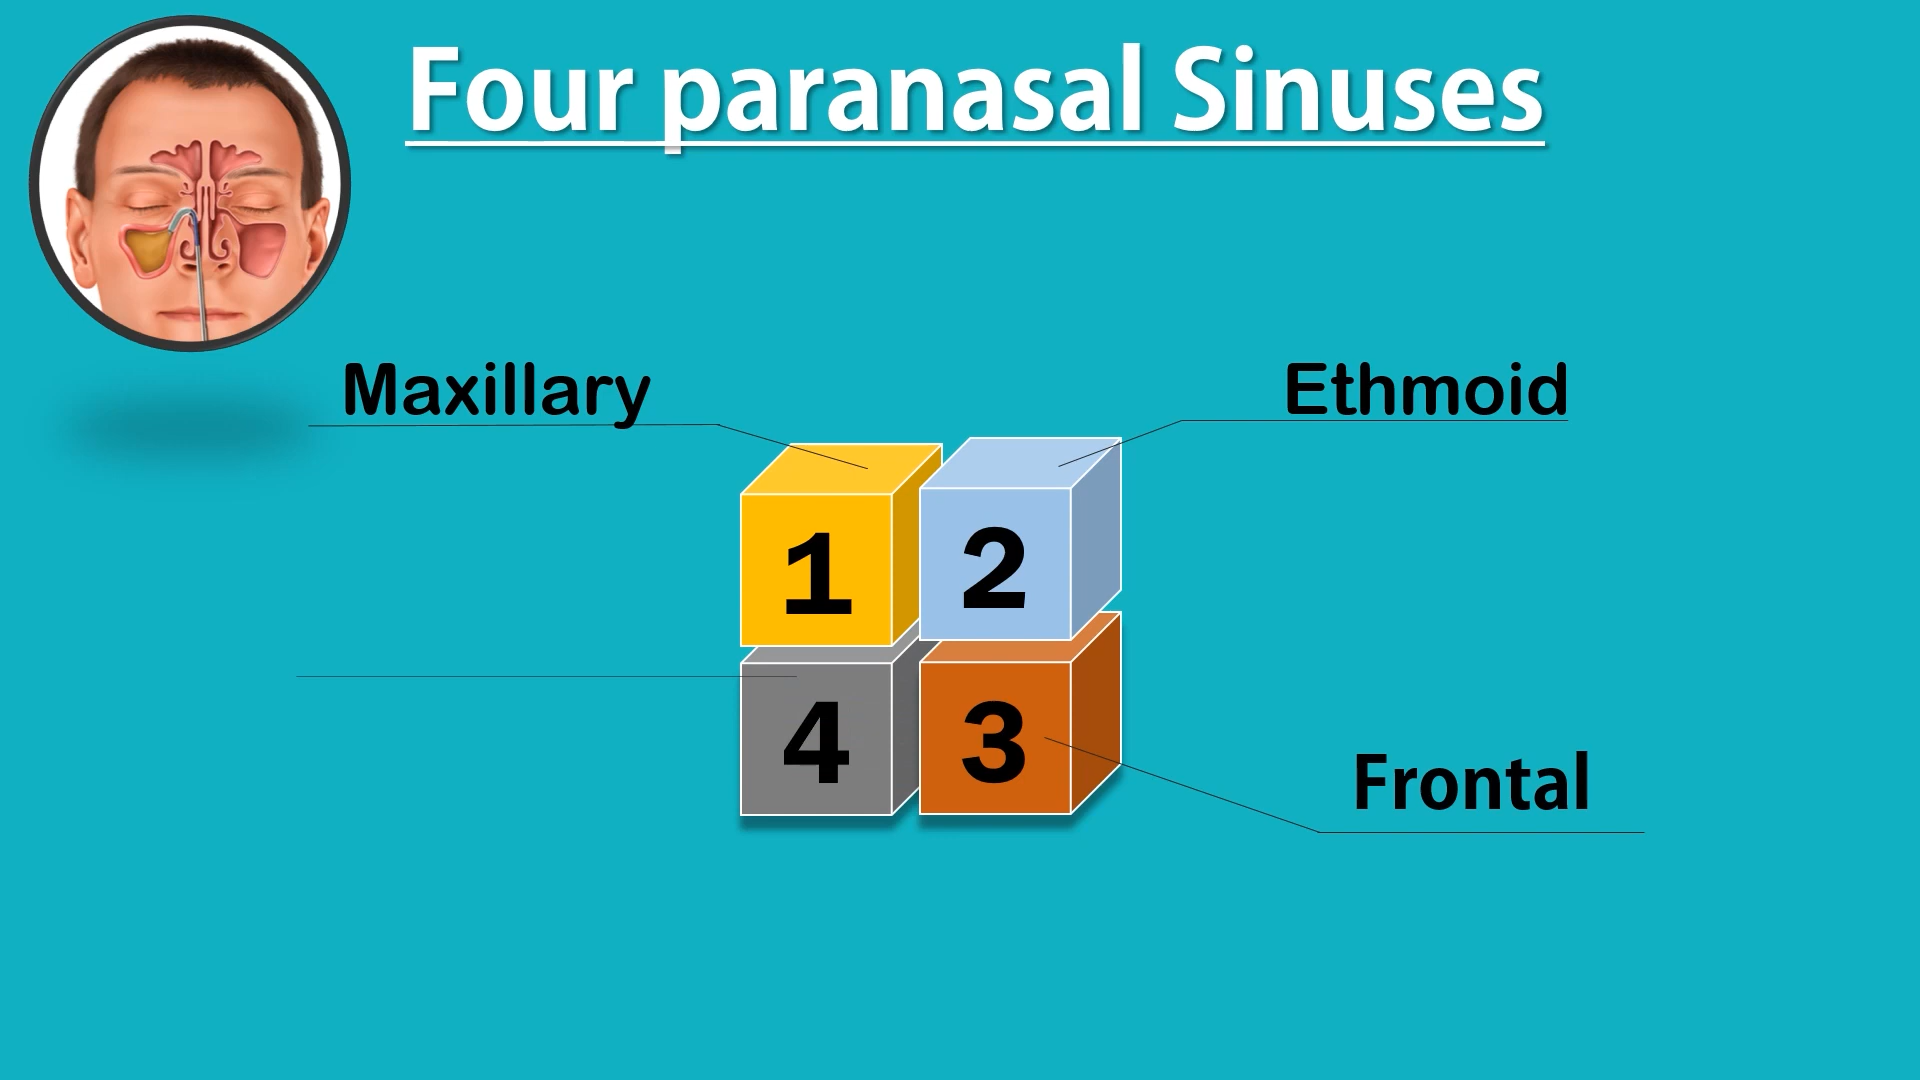 Four paranasal Sinuses
Maxillary
Ethmoid
1
2
4
3
Frontal